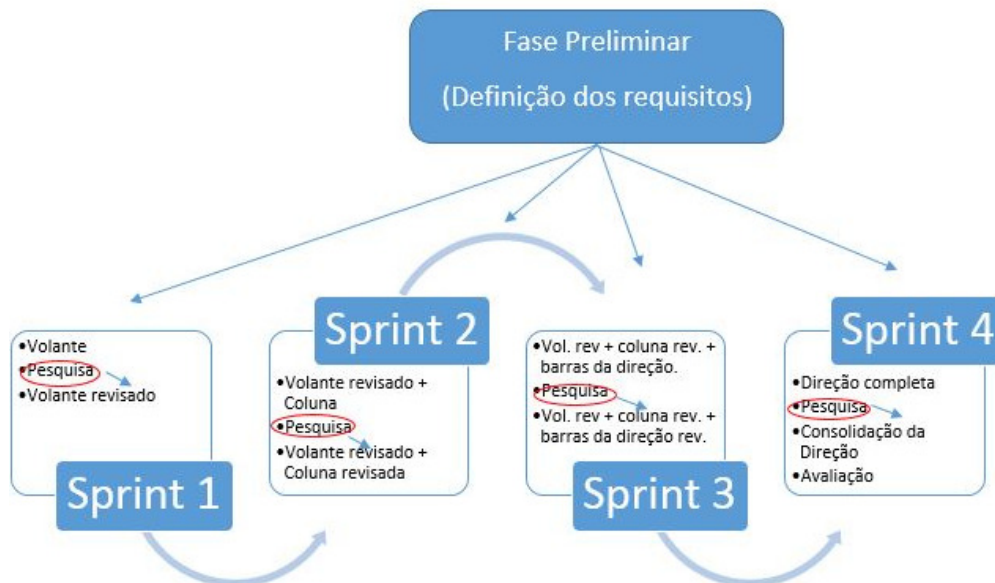 Fase Preliminar
(Definição dos requisitos)
•Volante
•Pesquisa
•Volante revisado
Sprint 1
Sprint 2
•Volante revisado +
Coluna
•Pesquisa
•Volante revisado +
Coluna revisada
•Vol. rev + coluna rev. +
barras da direção.
•Pesquisa
•Vol. rev + coluna rev. +
barras da direção rev.
Sprint 3
Sprint 4
•Direção completa
•Pesquisa
•Consolidação da
Direção
•Avaliação